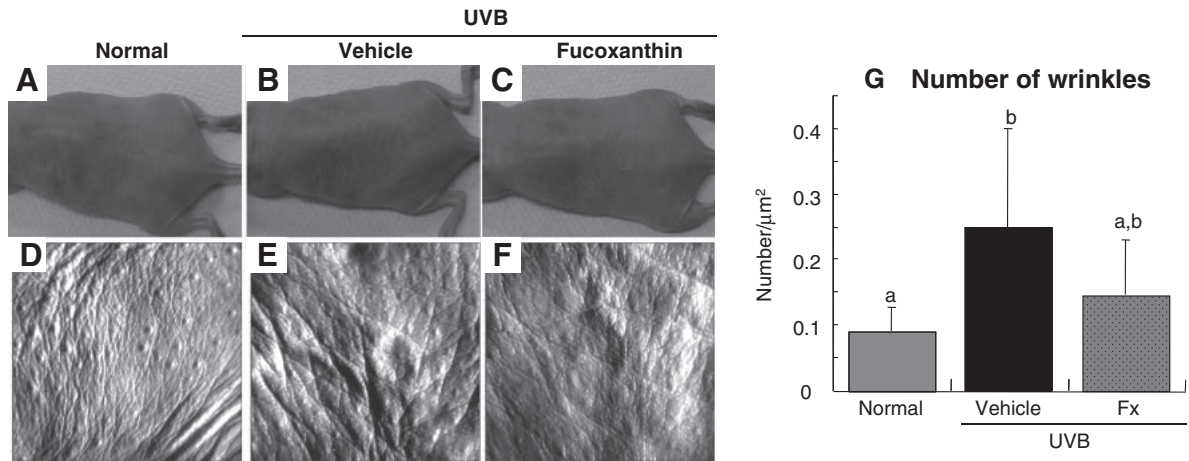 UVB
Normal Vehicle Fucoxanthin
A B C
D E F
G Number of wrinkles
Number/μm²
0.4
0.3
0.2
0.1
0
a
b
a,b
Normal Vehicle Fx
UVB